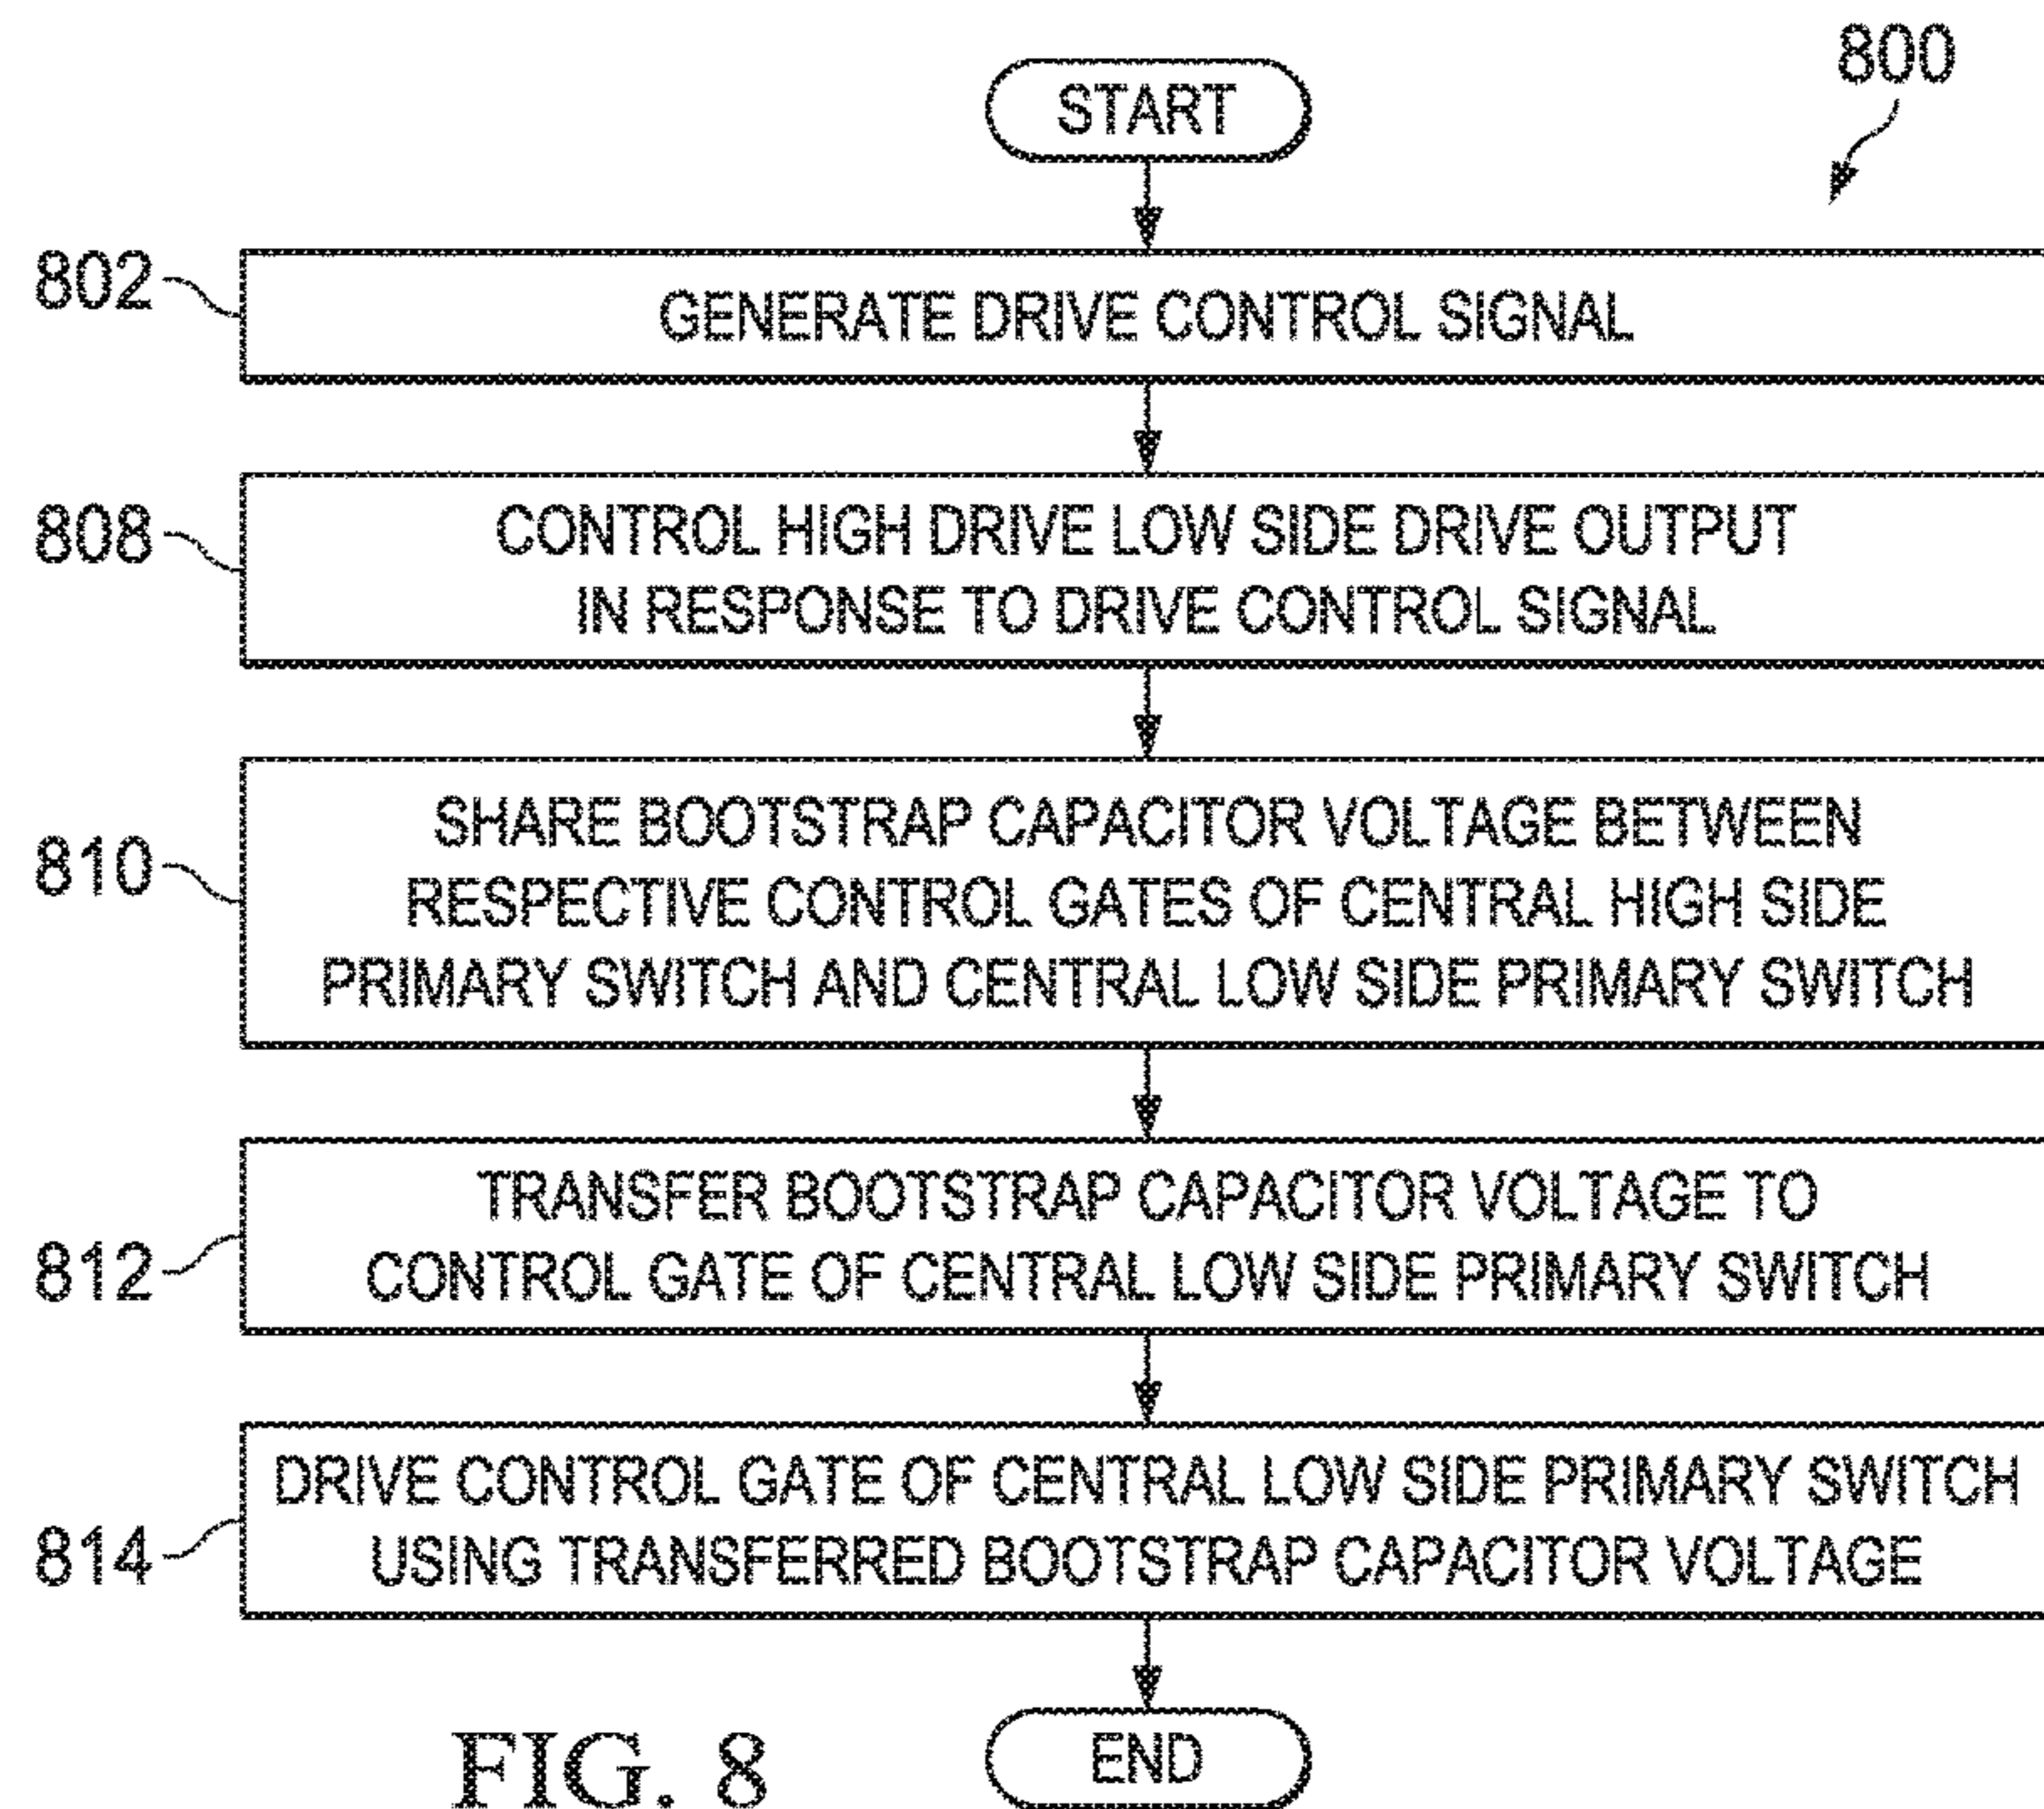 800
START
802
GENERATE DRIVE CONTROL SIGNAL
808
CONTROL HIGH DRIVE LOW SIDE DRIVE OUTPUT
IN RESPONSE TO DRIVE CONTROL SIGNAL
810
SHARE BOOTSTRAP CAPACITOR VOLTAGE BETWEEN
RESPECTIVE CONTROL GATES OF CENTRAL HIGH SIDE
PRIMARY SWITCH AND CENTRAL LOW SIDE PRIMARY SWITCH
812
TRANSFER BOOTSTRAP CAPACITOR VOLTAGE TO
CONTROL GATE OF CENTRAL LOW SIDE PRIMARY SWITCH
814
DRIVE CONTROL GATE OF CENTRAL LOW SIDE PRIMARY SWITCH
USING TRANSFERRED BOOTSTRAP CAPACITOR VOLTAGE
END
FIG. 8